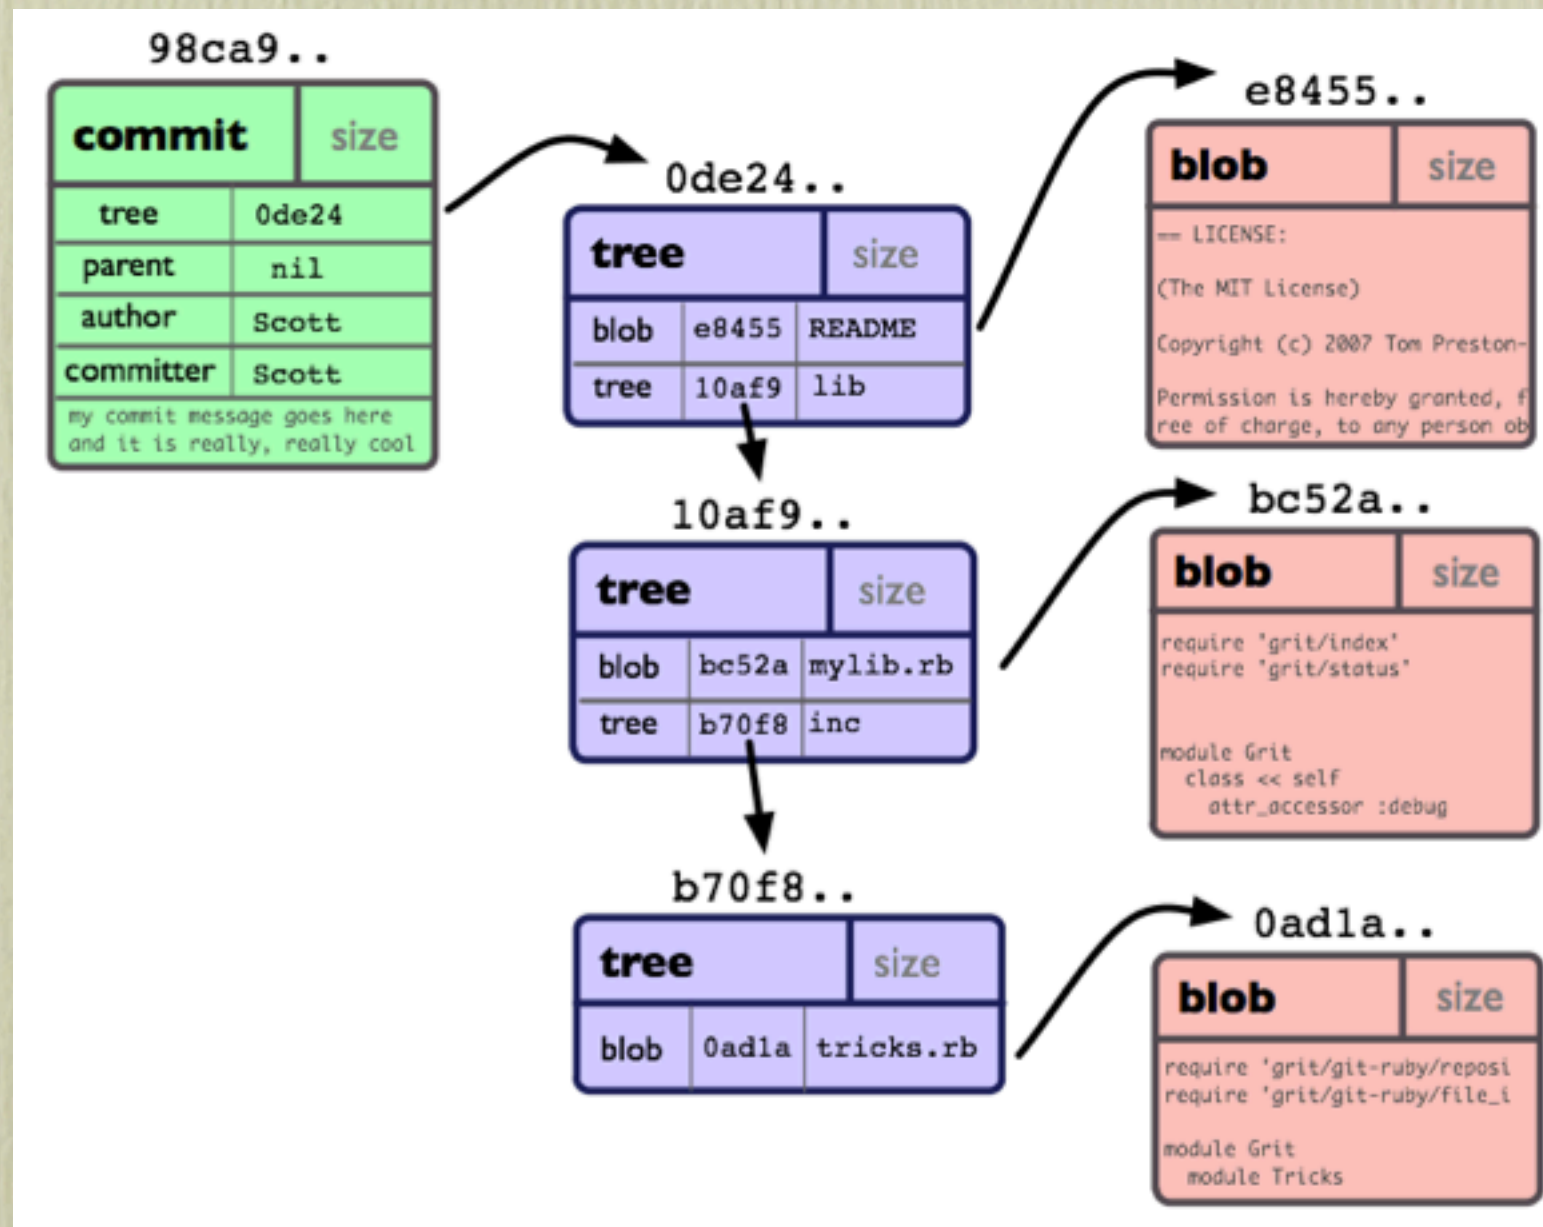 98ca9..
commit size
tree 0de24
parent nil
author Scott
committer Scott
my commit message goes here
and it is really, really cool
0de24..
tree size
blob e8455 README
tree 10af9 lib
10af9..
tree size
blob bc52a mylib.rb
tree b70f8 inc
b70f8..
tree size
blob 0ad1a tricks.rb
e8455..
blob size
== LICENSE:
(The MIT License)
Copyright (c) 2007 Tom Preston-
Permission is hereby granted, f
ree of charge, to any person ob
bc52a..
blob size
require 'grit/index'
require 'grit/status'
module Grit
class << self
attr_accessor :debug
0ad1a..
blob size
require 'grit/git-ruby/reposi
require 'grit/git-ruby/file_i
module Grit
module Tricks